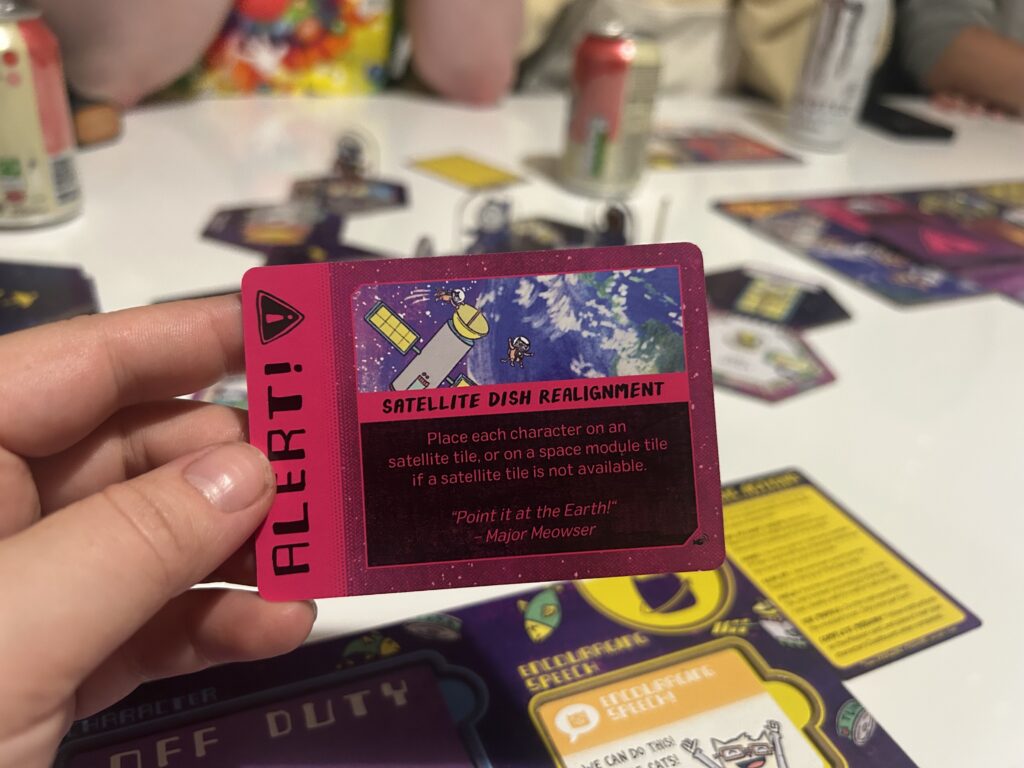 ALERT!
SATELLITE DISH REALIGNMENT
Place each character on an
satellite tile, or on a space module tile
if a satellite tile is not available.
“Point it at the Earth!“
– Major Meowser
CHARACTER
OFF DUTY
ENCOURAGING
SPEECH
ENCOURAGING
SPEECH!
WE CAN DO THIS!
CATS!